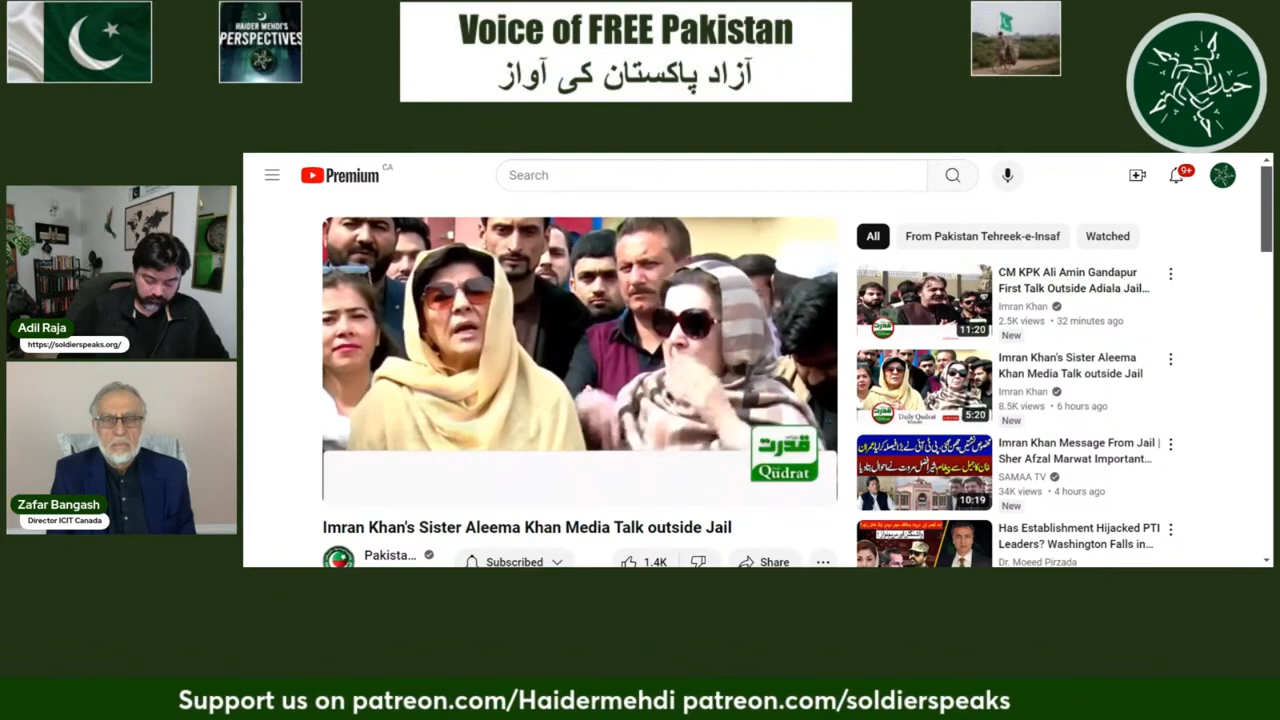 HAIDER MEHDI'S
PERSPECTIVES
Voice of FREE Pakistan
آزاد پاکستان کی آواز
Premium CA
Search
9+
Adil Raja
https://soldierspeaks.org/
Zafar Bangash
Director ICIT Canada
قدرت
Qudrat
Imran Khan's Sister Aleema Khan Media Talk outside Jail
Pakista...
Subscribed
1.4K
Share
All
From Pakistan Tehreek-e-Insaf
Watched
CM KPK Ali Amin Gandapur
First Talk Outside Adiala Jail...
Imran Khan
2.5K views • 32 minutes ago
New
11:20
Imran Khan's Sister Aleema
Khan Media Talk outside Jail
Imran Khan
8.5K views • 6 hours ago
New
Daily Qudrat
5:20
Imran Khan Message From Jail |
Sher Afzal Marwat Important...
SAMAA TV
34K views • 4 hours ago
New
10:19
Has Establishment Hijacked PTI
Leaders? Washington Falls in...
Dr. Moeed Pirzada
Support us on patreon.com/Haidermehdi patreon.com/soldierspeaks